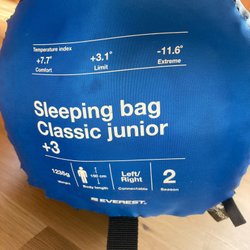 Temperature index
+7.7° +3.1° -11.6°
Comfort Limit Extreme
Sleeping bag
Classic junior
+3
1235g 150 cm Left/ 2
Right
Weight Body length Connectable Season
EVEREST.